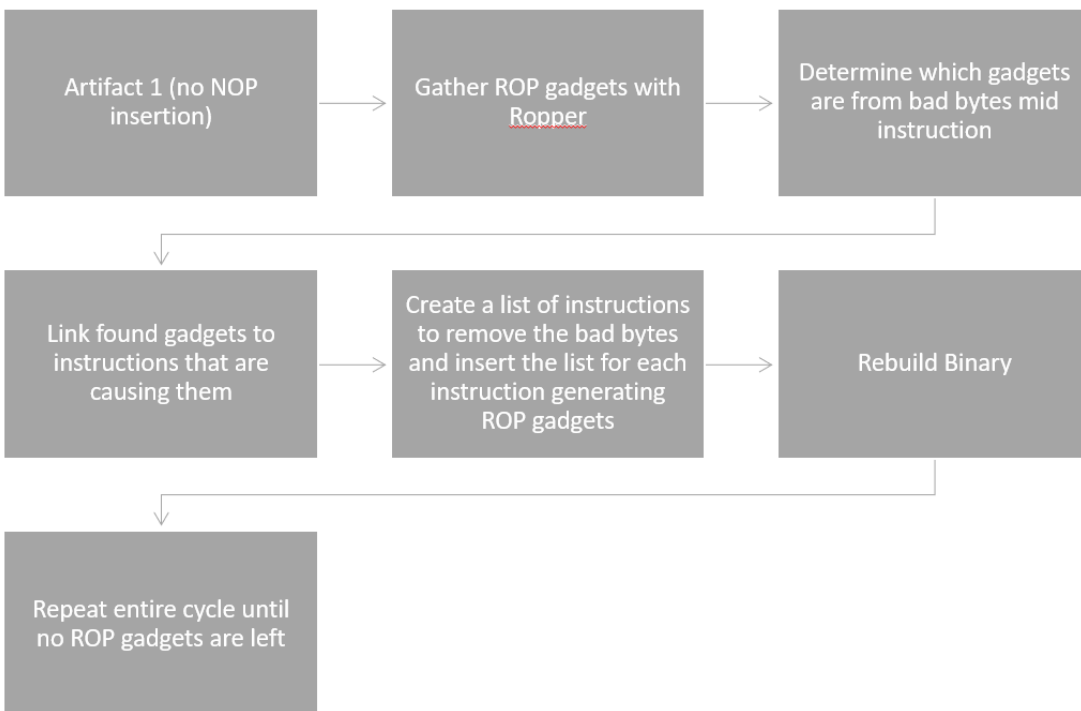 Artifact 1 (no NOP
insertion)
Gather ROP gadgets with
Ropper
Determine which gadgets
are from bad bytes mid
instruction
Link found gadgets to
instructions that are
causing them
Create a list of instructions
to remove the bad bytes
and insert the list for each
instruction generating
ROP gadgets
Rebuild Binary
Repeat entire cycle until
no ROP gadgets are left